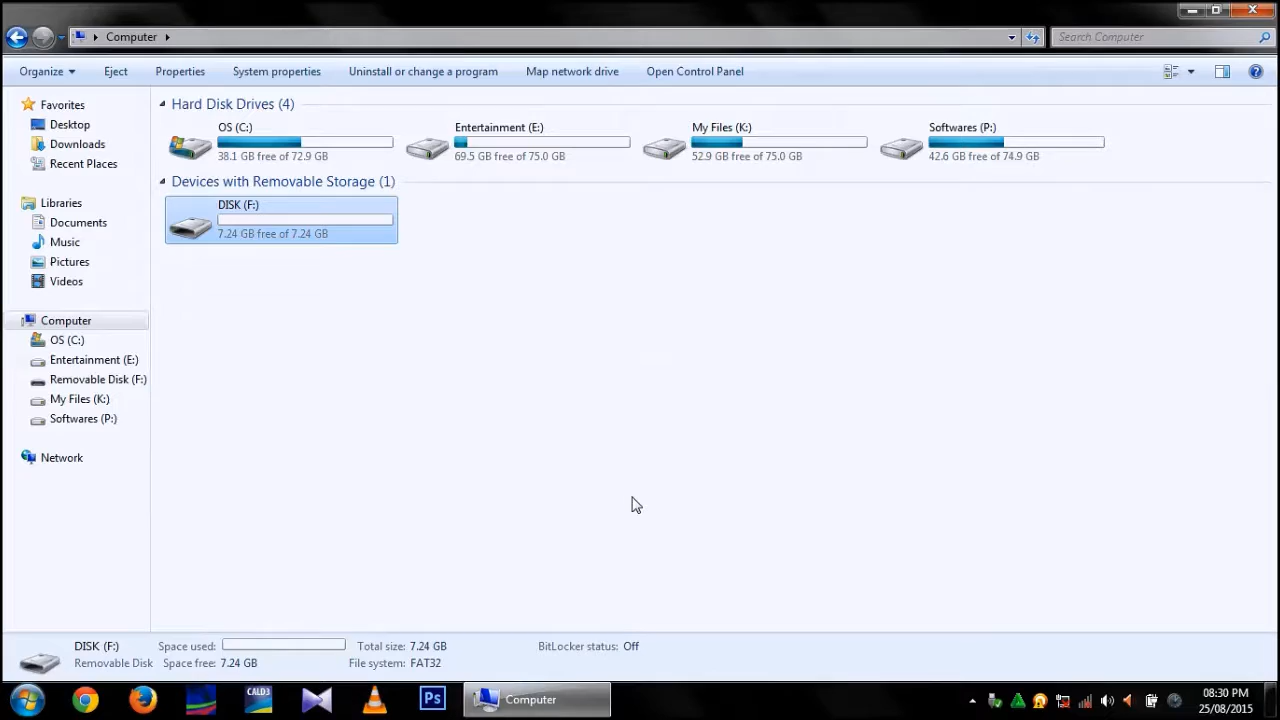 Computer
Search Computer
Organize
Eject
Properties
System properties
Uninstall or change a program
Map network drive
Open Control Panel
Favorites
Desktop
Downloads
Recent Places
Libraries
Documents
Music
Pictures
Videos
Computer
OS (C:)
Entertainment (E:)
Removable Disk (F:)
My Files (K:)
Softwares (P:)
Network
Hard Disk Drives (4)
OS (C:)
38.1 GB free of 72.9 GB
Entertainment (E:)
69.5 GB free of 75.0 GB
My Files (K:)
52.9 GB free of 75.0 GB
Softwares (P:)
42.6 GB free of 74.9 GB
Devices with Removable Storage (1)
DISK (F:)
7.24 GB free of 7.24 GB
DISK (F:)
Removable Disk
Space used:
Space free: 7.24 GB
Total size: 7.24 GB
File system: FAT32
BitLocker status: Off
CALD3
Ps
Computer
08:30 PM
25/08/2015